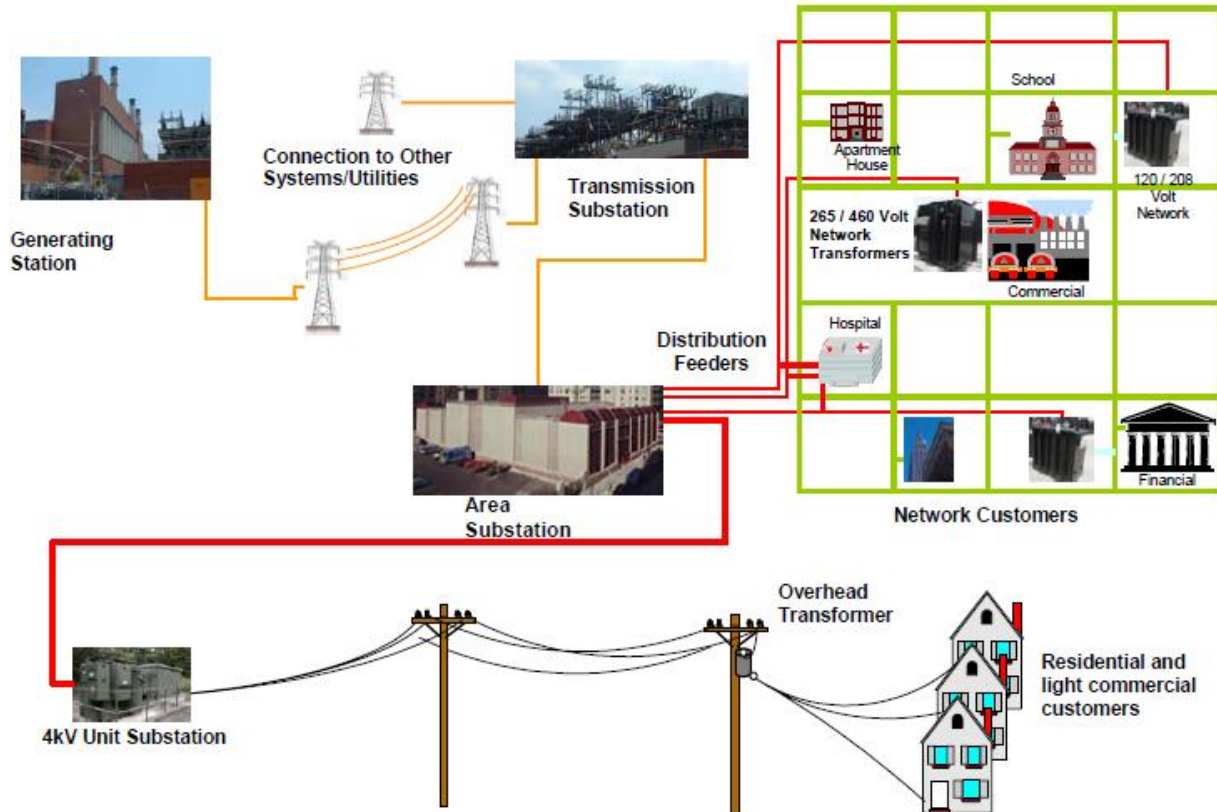 School
Apartment
House
Connection to Other
Systems/Utilities
Transmission
Substation
120 / 208
Volt
Network
265 / 460 Volt
Network
Transformers
Generating
Station
Commercial
Hospital
Distribution
Feeders
Area
Substation
Financial
Network Customers
Overhead
Transformer
Residential and
light commercial
customers
4kV Unit Substation